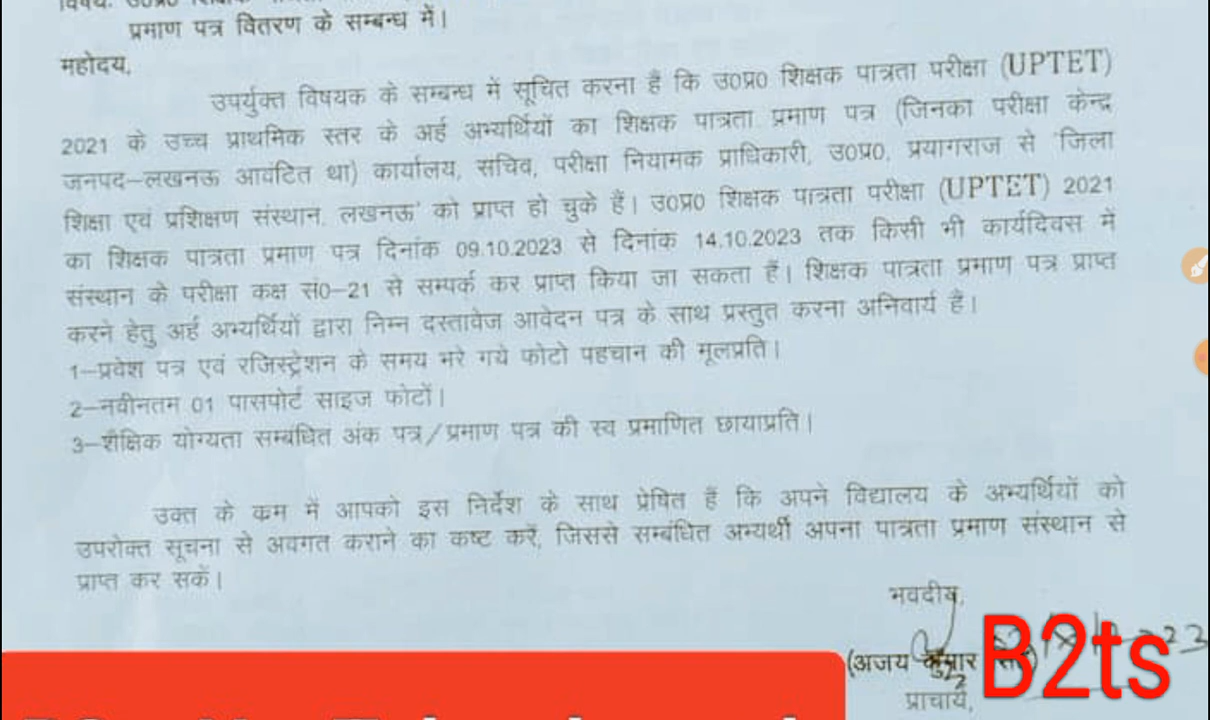 प्रमाण पत्र वितरण के सम्बन्ध में।
महोदय,
उपर्युक्त विषयक के सम्बन्ध में सूचित करना है कि उ0प्र0 शिक्षक पात्रता परीक्षा (UPTET)
2021 के उच्च प्राथमिक स्तर के अर्ह अभ्यर्थियों का शिक्षक पात्रता प्रमाण पत्र (जिनका परीक्षा केन्द्र
जनपद–लखनऊ आवंटित था) कार्यालय, सचिव, परीक्षा नियामक प्राधिकारी, उ0प्र0, प्रयागराज से 'जिला
शिक्षा एवं प्रशिक्षण संस्थान, लखनऊ' को प्राप्त हो चुके हैं। उ0प्र0 शिक्षक पात्रता परीक्षा (UPTET) 2021
का शिक्षक पात्रता प्रमाण पत्र दिनांक 09.10.2023 से दिनांक 14.10.2023 तक किसी भी कार्यदिवस में
संस्थान के परीक्षा कक्ष सं0–21 से सम्पर्क कर प्राप्त किया जा सकता है। शिक्षक पात्रता प्रमाण पत्र प्राप्त
करने हेतु अर्ह अभ्यर्थियों द्वारा निम्न दस्तावेज आवेदन पत्र के साथ प्रस्तुत करना अनिवार्य है।
1–प्रवेश पत्र एवं रजिस्ट्रेशन के समय भरे गये फोटो पहचान की मूलप्रति।
2–नवीनतम 01 पासपोर्ट साइज फोटों।
3–शैक्षिक योग्यता सम्बंधित अंक पत्र/प्रमाण पत्र की स्व प्रमाणित छायाप्रति।
उक्त के क्रम में आपको इस निर्देश के साथ प्रेषित हैं कि अपने विद्यालय के अभ्यर्थियों को
उपरोक्त सूचना से अवगत कराने का कष्ट करें, जिससे सम्बंधित अभ्यर्थी अपना पात्रता प्रमाण संस्थान से
प्राप्त कर सकें।
भवदीय,
(अजय कुमार
प्राचार्य,
B2ts